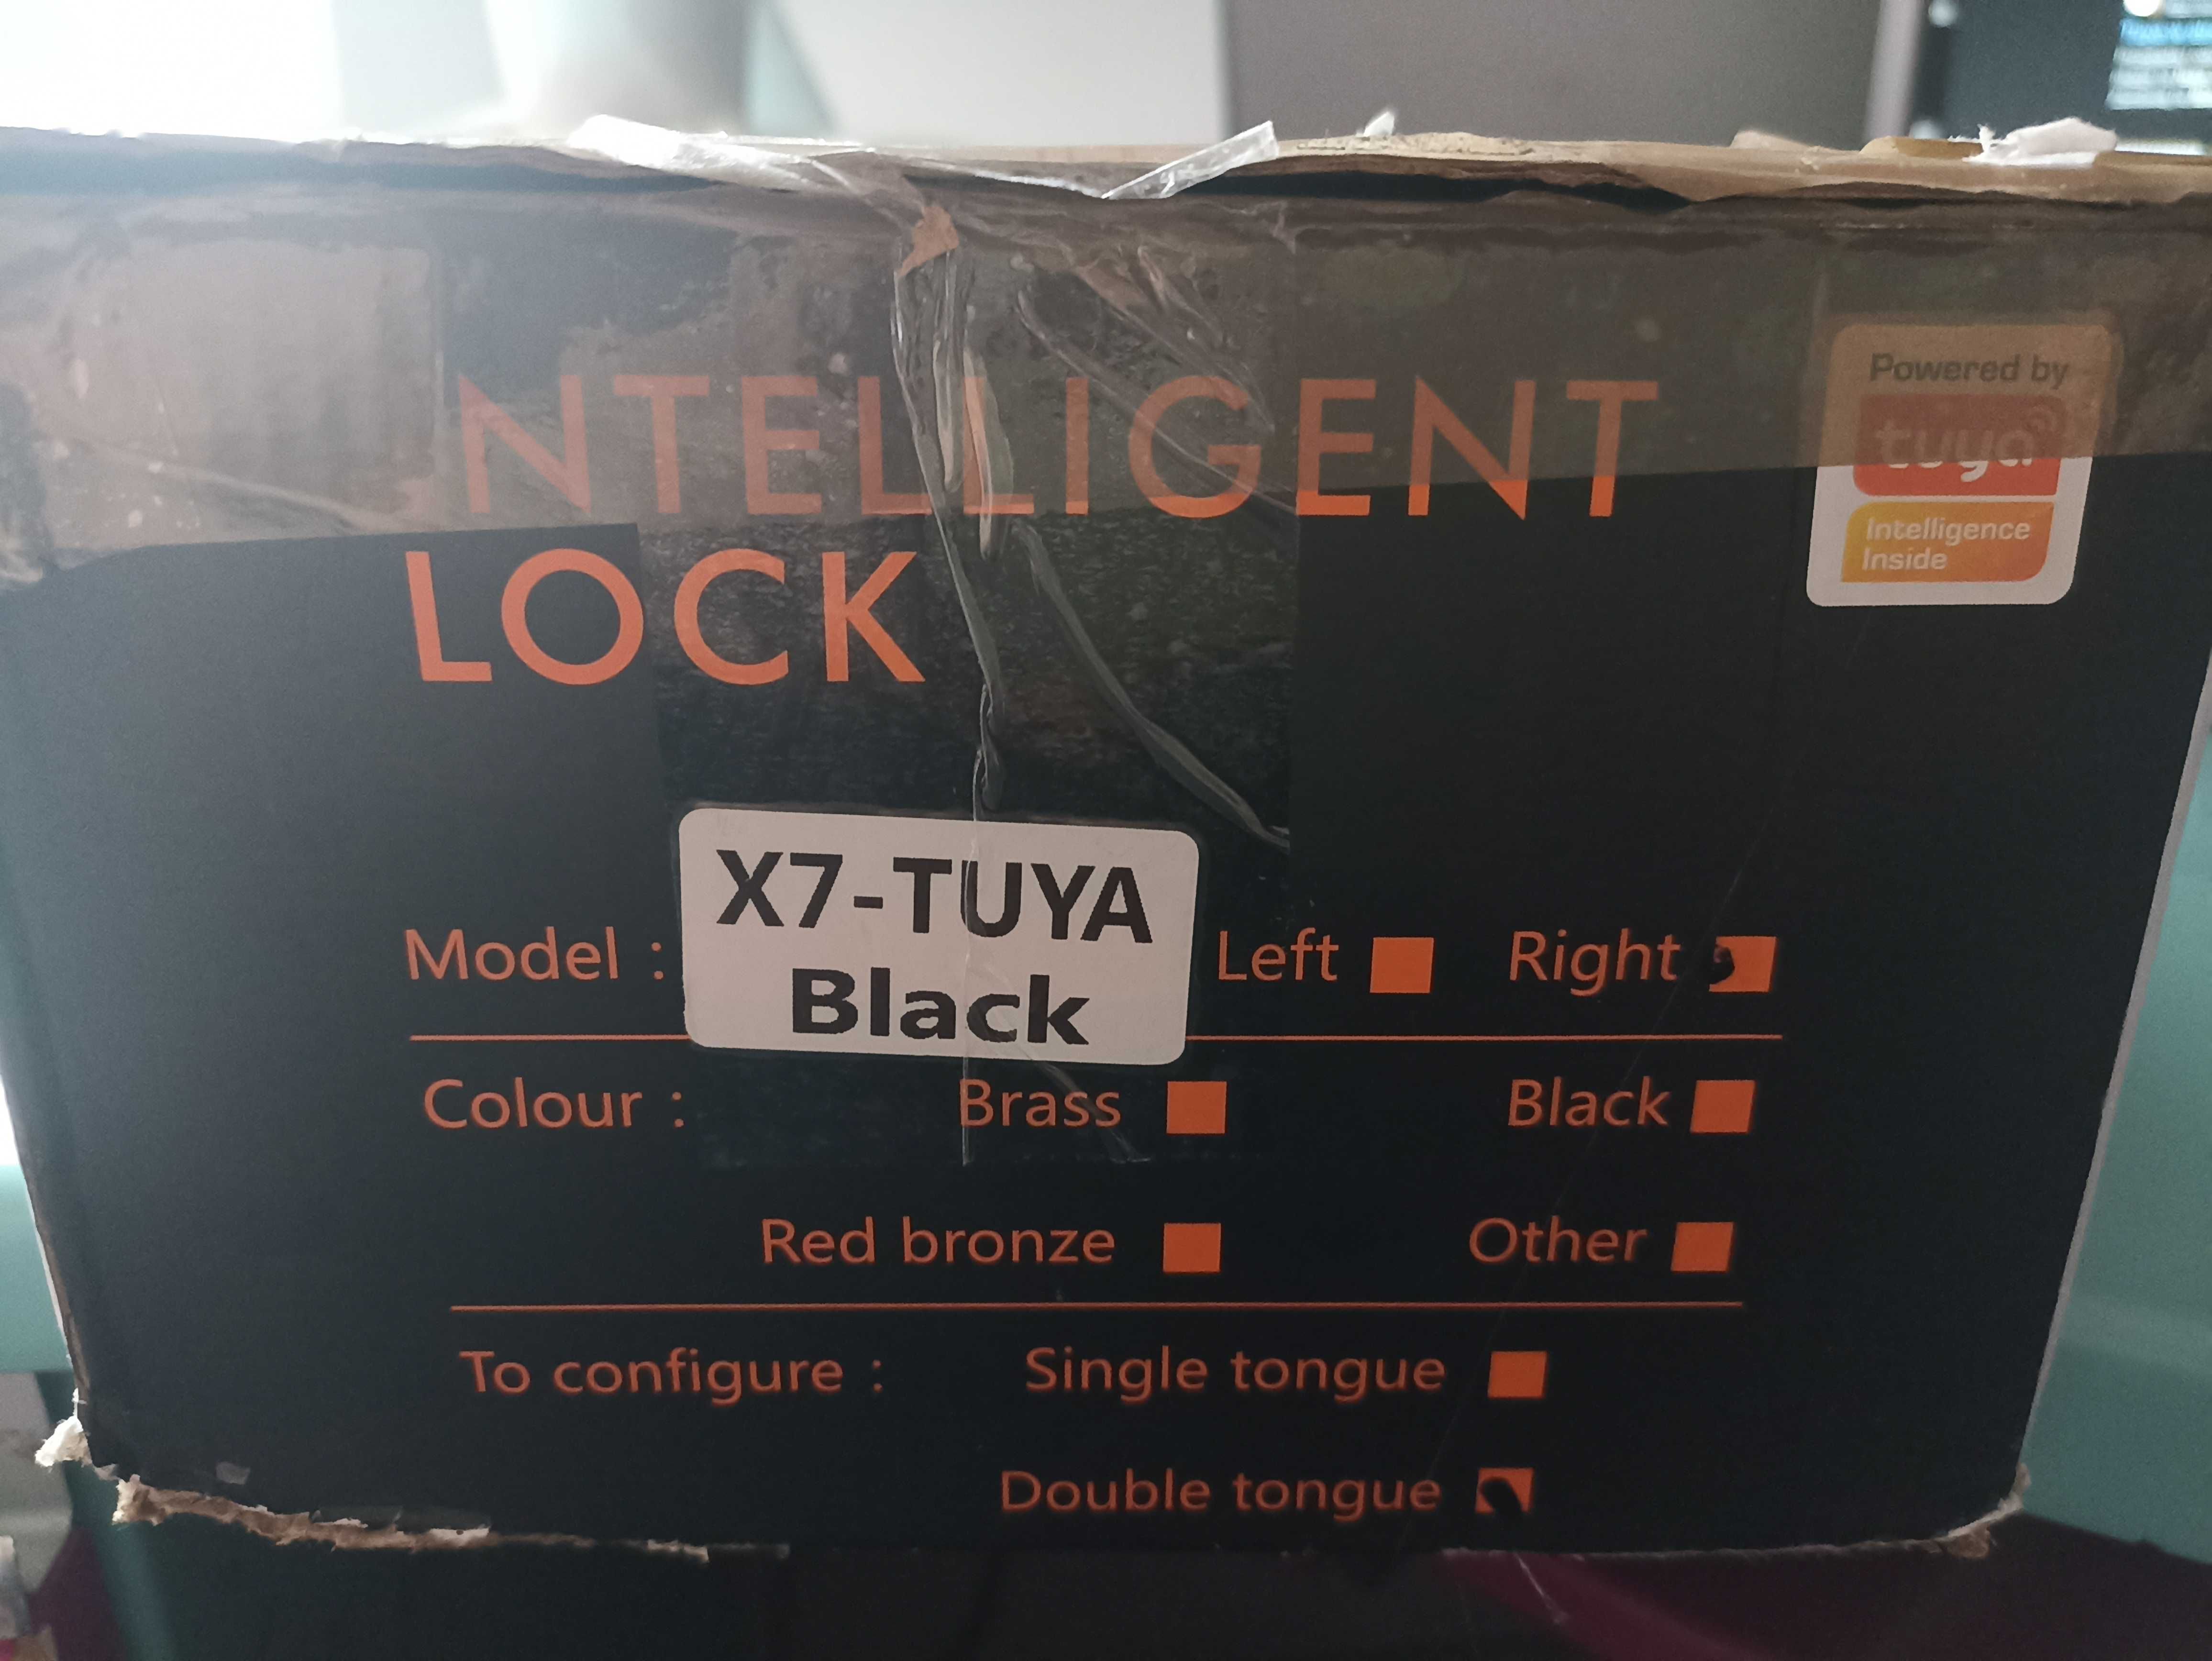 INTELLIGENT
LOCK
Powered by
tuya
Intelligence
Inside
X7-TUYA
Black
Model : Left Right
Colour : Brass Black
Red bronze Other
To configure : Single tongue
Double tongue